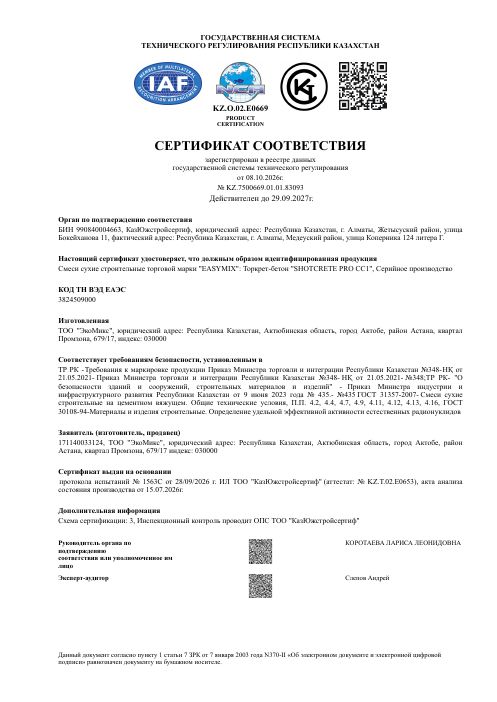 ГОСУДАРСТВЕННАЯ СИСТЕМА
ТЕХНИЧЕСКОГО РЕГУЛИРОВАНИЯ РЕСПУБЛИКИ КАЗАХСТАН
MEMBER OF MULTILATERAL
IAF
RECOGNITION ARRANGEMENT
KZ.O.02.E0669
PRODUCT
CERTIFICATION
СЕРТИФИКАТ СООТВЕТСТВИЯ
зарегистрирован в реестре данных
государственной системы технического регулирования
от 08.10.2026г.
№ KZ.7500669.01.01.83093
Действителен до 29.09.2027г.
Орган по подтверждению соответствия
БИН 990840004663, КазЮжстройсертиф, юридический адрес: Республика Казахстан, г. Алматы, Жетысуский район, улица
Бокейханова 11, фактический адрес: Республика Казахстан, г. Алматы, Медеуский район, улица Коперника 124 литера Г.
Настоящий сертификат удостоверяет, что должным образом идентифицированная продукция
Смеси сухие строительные торговой марки "EASYMIX": Торкрет-бетон "SHOTCRETE PRO CC1", Серийное производство
КОД ТН ВЭД ЕАЭС
3824509000
Изготовленная
ТОО "ЭкоМикс", юридический адрес: Республика Казахстан, Актюбинская область, город Актобе, район Астана, квартал
Промзона, 679/17, индекс: 030000
Соответствует требованиям безопасности, установленным в
ТР РК -Требования к маркировке продукции Приказ Министра торговли и интеграции Республики Казахстан №348-НҚ от
21.05.2021- Приказ Министра торговли и интеграции Республики Казахстан №348- НҚ от 21.05.2021- №348;ТР РК- "О
безопасности зданий и сооружений, строительных материалов и изделий" - Приказ Министра индустрии и
инфраструктурного развития Республики Казахстан от 9 июня 2023 года № 435.- №435 ГОСТ 31357-2007- Смеси сухие
строительные на цементном вяжущем. Общие технические условия, П.П. 4.2, 4.4, 4.7, 4.9, 4.11, 4.12, 4.13, 4.16, ГОСТ
30108-94-Материалы и изделия строительные. Определение удельной эффективной активности естественных радионуклидов
Заявитель (изготовитель, продавец)
171140033124, ТОО "ЭкоМикс", юридический адрес: Республика Казахстан, Актюбинская область, город Актобе, район
Астана, квартал Промзона, 679/17 индекс: 030000
Сертификат выдан на основании
протокола испытаний № 1563С от 28/09/2026 г. ИЛ ТОО "КазЮжстройсертиф" (аттестат: № KZ.T.02.E0653), акта анализа
состояния производства от 15.07.2026г.
Дополнительная информация
Схема сертификации: 3, Инспекционный контроль проводит ОПС ТОО "КазЮжстройсертиф"
Руководитель органа по
подтверждению
соответствия или уполномоченное им
лицо
КОРОТАЕВА ЛАРИСА ЛЕОНИДОВНА
Эксперт-аудитор
Слепов Андрей
Данный документ согласно пункту 1 статьи 7 ЗРК от 7 января 2003 года N370-II «Об электронном документе и электронной цифровой
подписи» равнозначен документу на бумажном носителе.